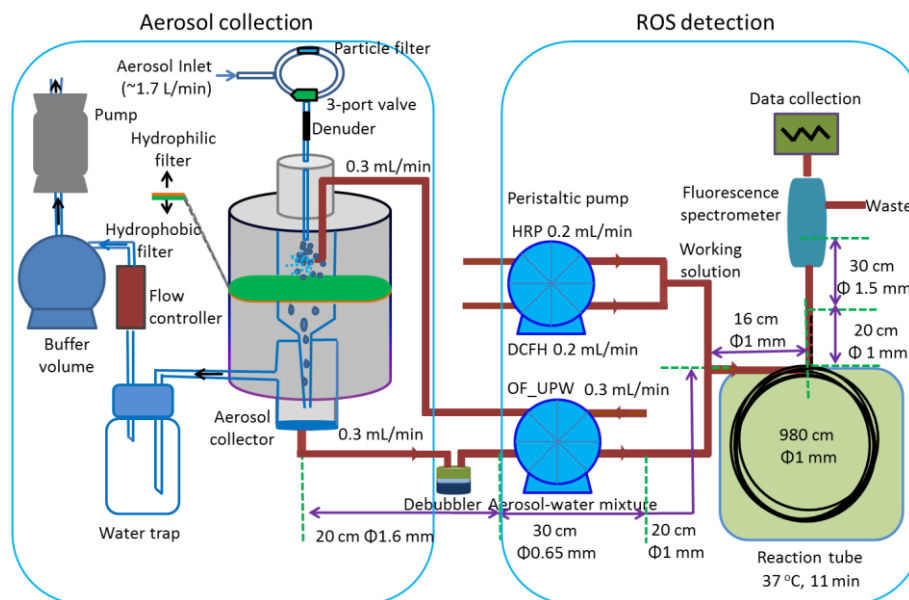 Aerosol collection
ROS detection
Particle filter
Aerosol Inlet
(~1.7 L/min)
3-port valve
Denuder
Pump
Hydrophilic
filter
Hydrophobic
filter
0.3 mL/min
Flow
controller
Buffer
volume
Water trap
Aerosol
collector
0.3 mL/min
Debubbler
20 cm Φ1.6 mm
Peristaltic pump
HRP 0.2 mL/min
Working
solution
DCFH 0.2 mL/min
OF_UPW
0.3 mL/min
Aerosol-water mixture
30 cm
Φ0.65 mm
20 cm
Φ1 mm
16 cm
Φ1 mm
Data collection
Fluorescence
spectrometer
Waste
30 cm
Φ 1.5 mm
20 cm
Φ 1 mm
980 cm
Φ1 mm
Reaction tube
37 °C, 11 min